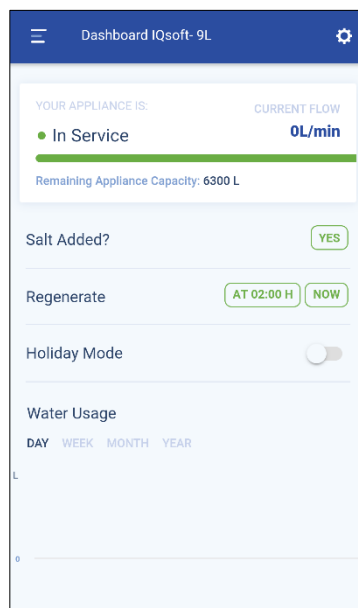 Dashboard IQsoft- 9L
YOUR APPLIANCE IS:
CURRENT FLOW
In Service
0L/min
Remaining Appliance Capacity: 6300 L
Salt Added?
YES
Regenerate
AT 02:00 H
NOW
Holiday Mode
Water Usage
DAY WEEK MONTH YEAR
L
0